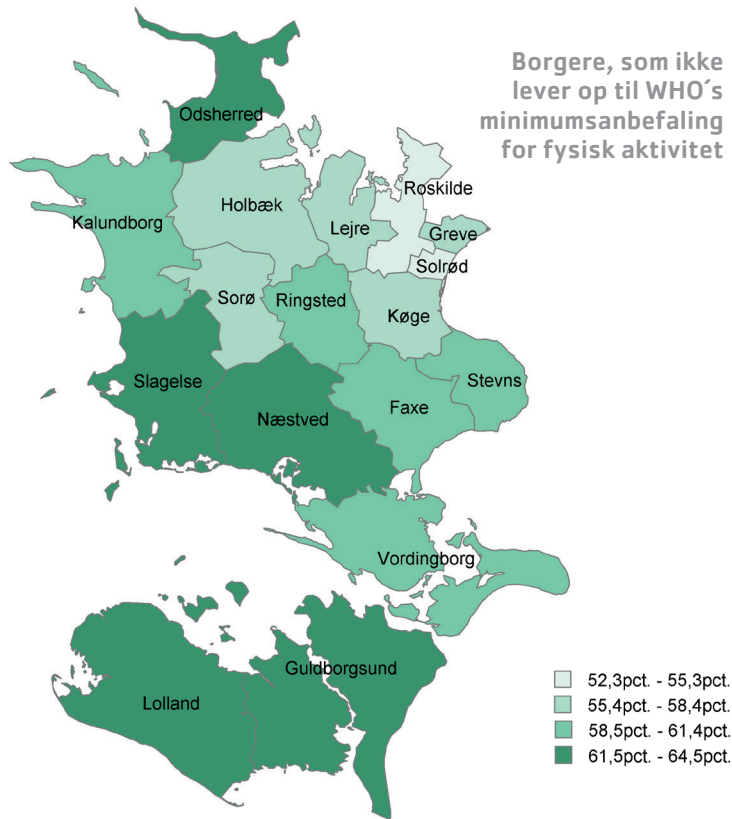 Borgere, som ikke
lever op til WHO´s
minimumsanbefaling
for fysisk aktivitet
Odsherred
Roskilde
Holbæk
Kalundborg
Lejre
Greve
Solrød
Sorø
Ringsted
Køge
Slagelse
Stevns
Næstved
Faxe
Vordingborg
Guldborgsund
Lolland
52,3pct. - 55,3pct.
55,4pct. - 58,4pct.
58,5pct. - 61,4pct.
61,5pct. - 64,5pct.